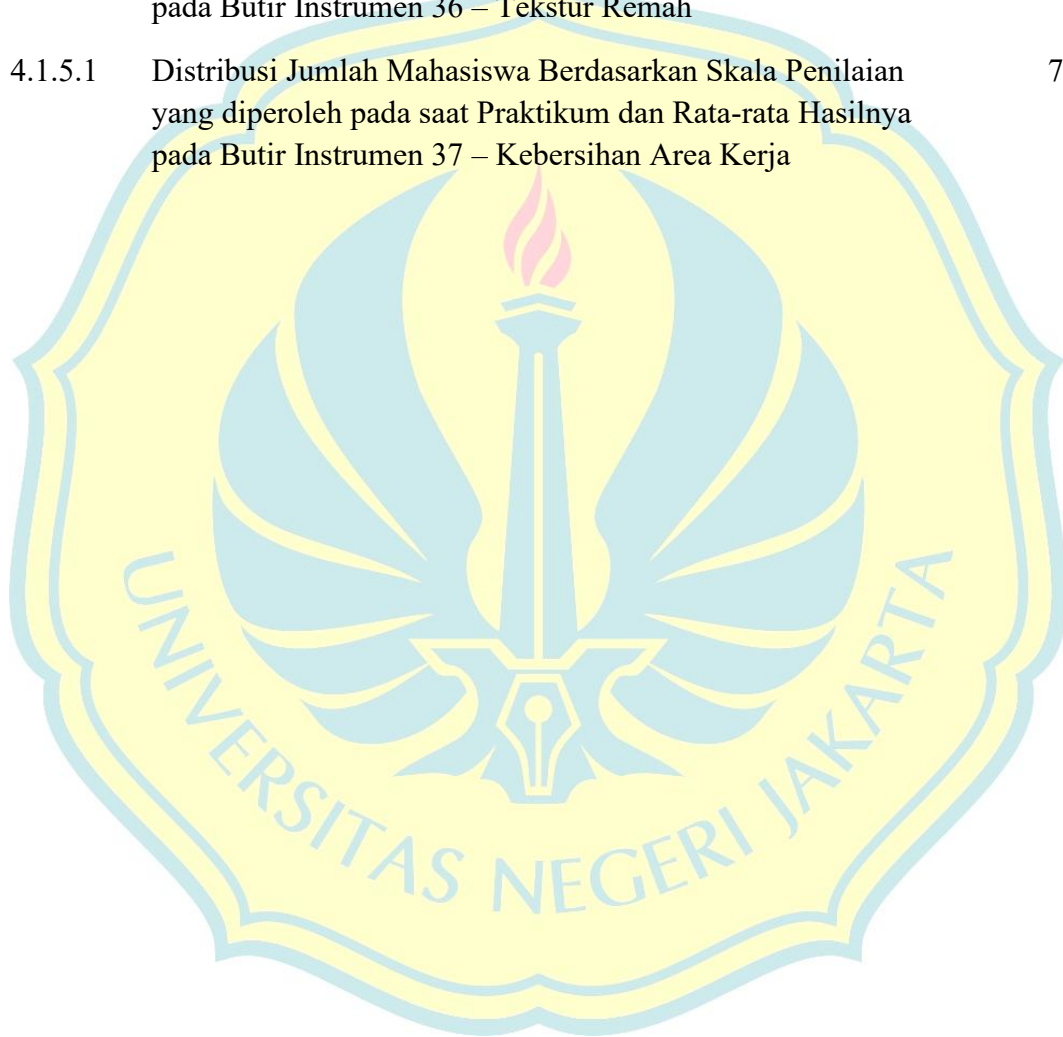 pada Butir Instrumen 36 – Tekstur Remah
4.1.5.1 Distribusi Jumlah Mahasiswa Berdasarkan Skala Penilaian 7
yang diperoleh pada saat Praktikum dan Rata-rata Hasilnya
pada Butir Instrumen 37 – Kebersihan Area Kerja
UNIVERSITAS NEGERI JAKARTA